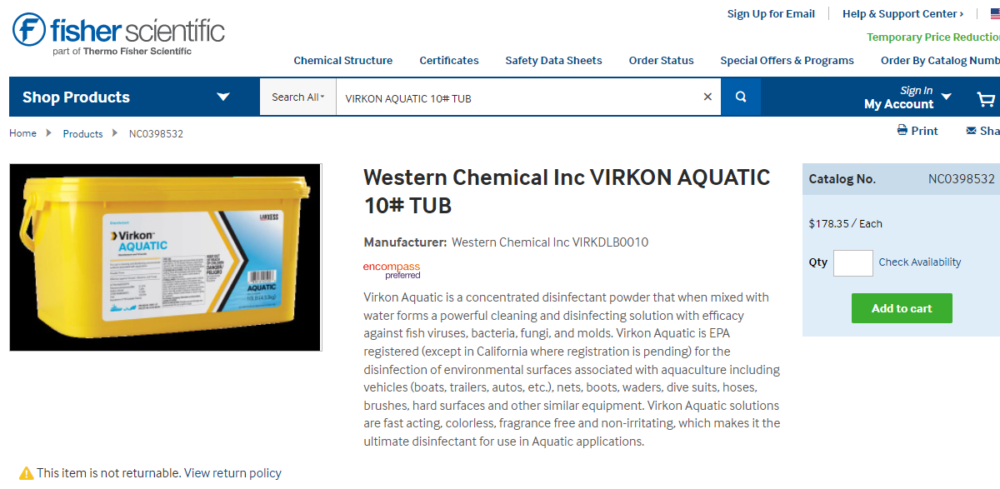 fisher scientific
part of Thermo Fisher Scientific
Sign Up for Email
Help & Support Center ›
Temporary Price Reductio
Chemical Structure
Certificates
Safety Data Sheets
Order Status
Special Offers & Programs
Order By Catalog Numb
Shop Products
Search All
VIRKON AQUATIC 10# TUB
Sign In
My Account
Home
Products
NC0398532
Print
Sha
Virkon™
AQUATIC
LANXESS
AQUATIC
Western Chemical Inc VIRKON AQUATIC
10# TUB
Manufacturer: Western Chemical Inc VIRKDLB0010
encompass
preferred
Virkon Aquatic is a concentrated disinfectant powder that when mixed with
water forms a powerful cleaning and disinfecting solution with efficacy
against fish viruses, bacteria, fungi, and molds. Virkon Aquatic is EPA
registered (except in California where registration is pending) for the
disinfection of environmental surfaces associated with aquaculture including
vehicles (boats, trailers, autos, etc.), nets, boots, waders, dive suits, hoses,
brushes, hard surfaces and other similar equipment. Virkon Aquatic solutions
are fast acting, colorless, fragrance free and non-irritating, which makes it the
ultimate disinfectant for use in Aquatic applications.
Catalog No. NC0398532
$178.35 / Each
Qty
Check Availability
Add to cart
This item is not returnable. View return policy